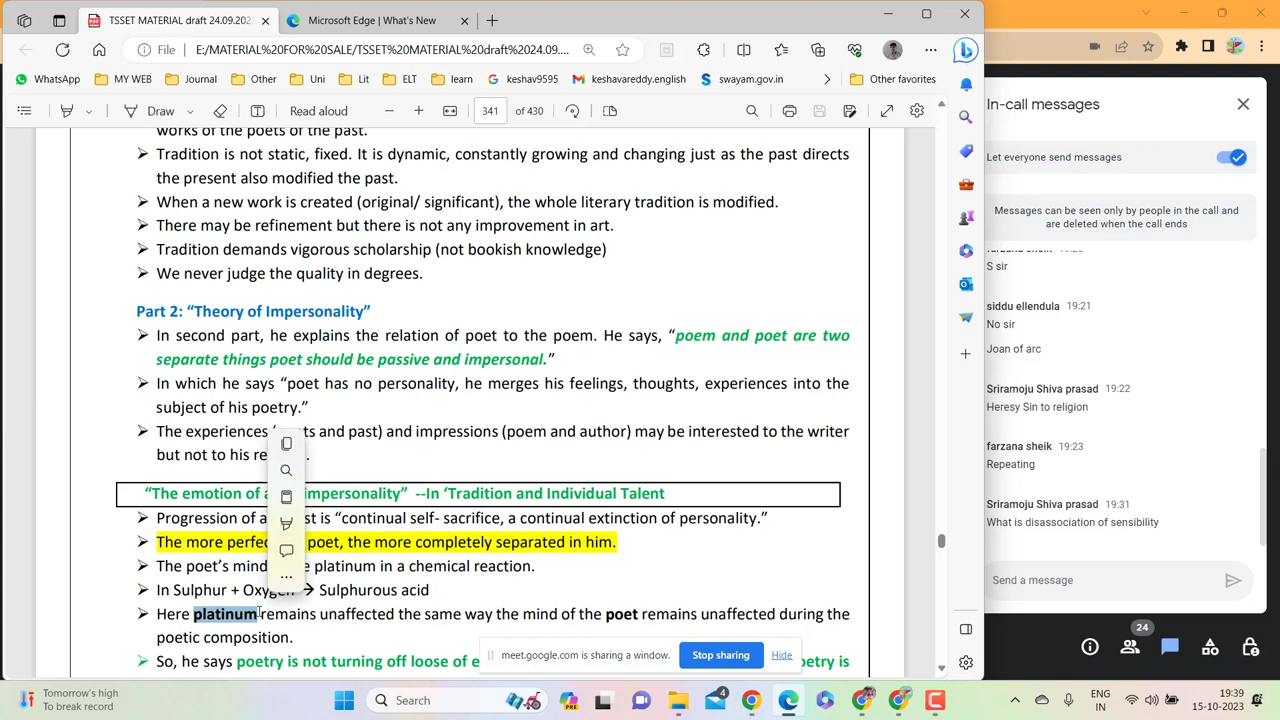 TSSET MATERIAL draft 24.09.202
Microsoft Edge | What's New
File
E:/MATERIAL%20FOR%20SALE/TSSET%20MATERIAL%20draft%2024.09....
WhatsApp
MY WEB
Journal
Other
Uni
Lit
ELT
learn
keshav9595
keshavareddy.english
swayam.gov.in
Other favorites
Draw
Read aloud
341
of 430
works of the poets of the past.
Tradition is not static, fixed. It is dynamic, constantly growing and changing just as the past directs
the present also modified the past.
When a new work is created (original/ significant), the whole literary tradition is modified.
There may be refinement but there is not any improvement in art.
Tradition demands vigorous scholarship (not bookish knowledge)
We never judge the quality in degrees.
Part 2: “Theory of Impersonality”
In second part, he explains the relation of poet to the poem. He says, “poem and poet are two
separate things poet should be passive and impersonal.”
In which he says “poet has no personality, he merges his feelings, thoughts, experiences into the
subject of his poetry.”
The experiences and past) and impressions (poem and author) may be interested to the writer
but not to his
“The emotion of impersonality” --In ‘Tradition and Individual Talent
Progression of is “continual self- sacrifice, a continual extinction of personality.”
The more poet, the more completely separated in him.
The poet’s mind platinum in a chemical reaction.
In Sulphur + Oxygen → Sulphurous acid
Here platinum remains unaffected the same way the mind of the poet remains unaffected during the
poetic composition.
So, he says poetry is not turning off loose of
is
meet.google.com is sharing a window.
Stop sharing
Hide
In-call messages
Let everyone send messages
Messages can be seen only by people in the call and
are deleted when the call ends
farzana sheik
S sir
siddu ellendula 19:21
No sir
Joan of arc
Sriramoju Shiva prasad 19:22
Heresy Sin to religion
farzana sheik 19:23
Repeating
Sriramoju Shiva prasad 19:31
What is disassociation of sensibility
Send a message
24
Tomorrow's high
To break record
Search
4
ENG
IN
19:39
15-10-2023